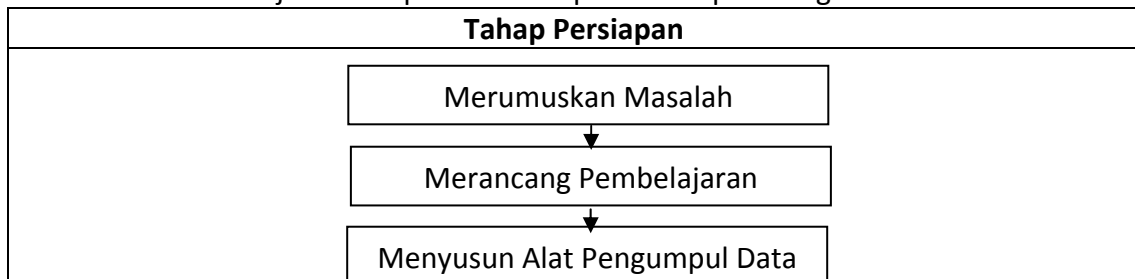 Tahap Persiapan
Merumuskan Masalah
Merancang Pembelajaran
Menyusun Alat Pengumpul Data